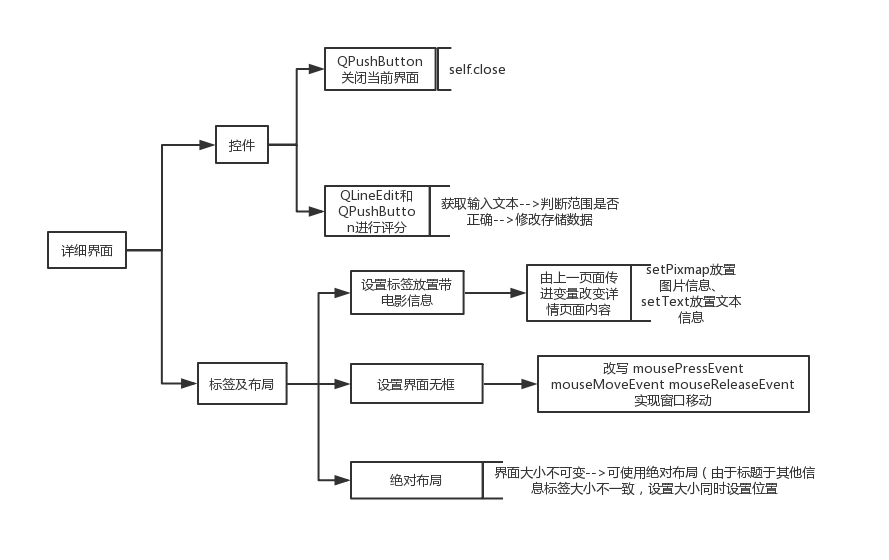 QPushButton
关闭当前界面
self.close
控件
QLineEdit和
QPushButto
n进行评分
获取输入文本-->判断范围是否
正确-->修改存储数据
详细界面
设置标签放置带
电影信息
由上一页面传
进变量改变详
情页面内容
setPixmap放置
图片信息、
setText放置文本
信息
标签及布局
设置界面无框
改写 mousePressEvent
mouseMoveEvent mouseReleaseEvent
实现窗口移动
绝对布局
界面大小不可变-->可使用绝对布局（由于标题于其他信
息标签大小不一致，设置大小同时设置位置